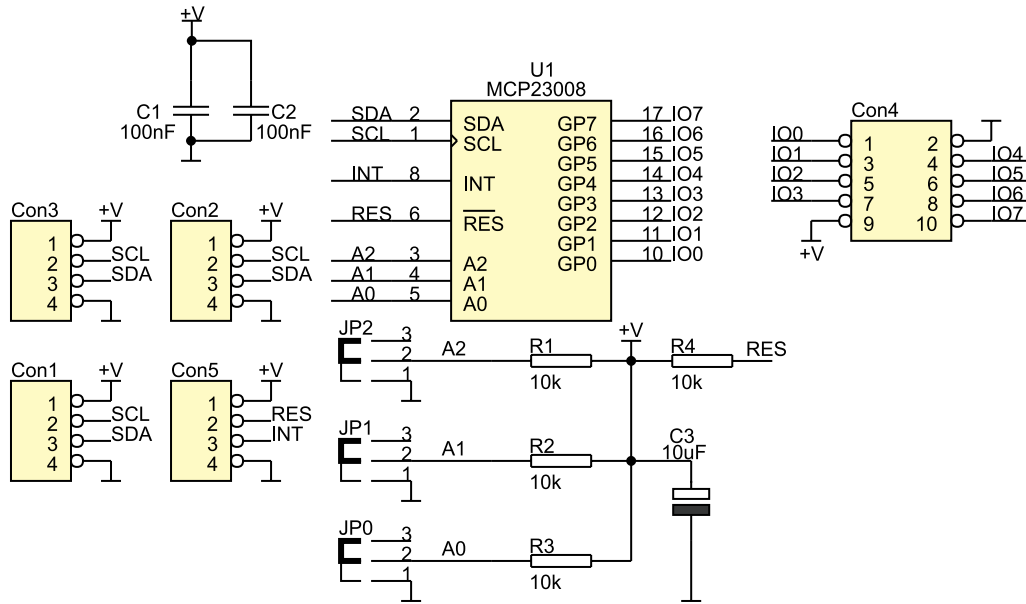 +V
C1 C2
100nF 100nF
U1
MCP23008
SDA 2 SDA GP7 17 IO7
SCL 1 SCL GP6 16 IO6
GP5 15 IO5
INT 8 INT GP4 14 IO4
GP3 13 IO3
RES 6 RES GP2 12 IO2
GP1 11 IO1
A2 3 A2 GP0 10 IO0
A1 4 A1
A0 5 A0
Con4
IO0 1 2
IO1 3 4 IO4
IO2 5 6 IO5
IO3 7 8 IO6
9 10 IO7
+V
Con3 +V
1
2 SCL
3 SDA
4
Con2 +V
1
2 SCL
3 SDA
4
Con1 +V
1
2 SCL
3 SDA
4
Con5 +V
1
2 RES
3 INT
4
JP2 3
2 A2
1
R1
10k
+V
R4 RES
10k
JP1 3
2 A1
1
R2
10k
C3
10uF
JP0 3
2 A0
1
R3
10k